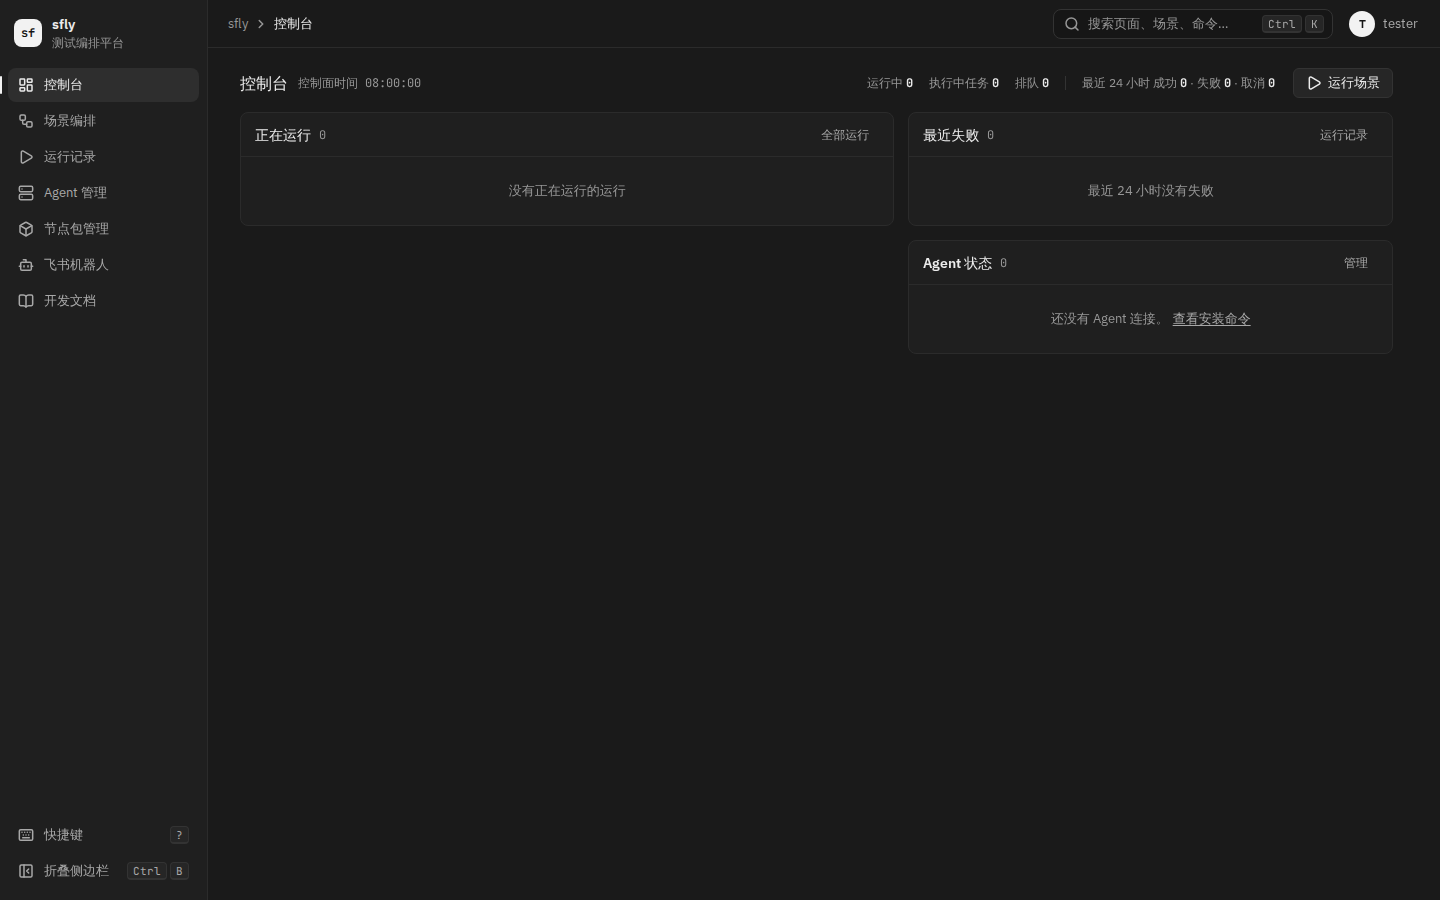 sf
sfly
测试编排平台
控制台
场景编排
运行记录
Agent 管理
节点包管理
飞书机器人
开发文档
快捷键 ?
折叠侧边栏 Ctrl B
sfly > 控制台
搜索页面、场景、命令... Ctrl K
T tester
控制台 控制面时间 08:00:00
运行中 0 执行中任务 0 排队 0 最近 24 小时 成功 0 · 失败 0 · 取消 0
运行场景
正在运行 0 全部运行
没有正在运行的运行
最近失败 0 运行记录
最近 24 小时没有失败
Agent 状态 0 管理
还没有 Agent 连接。 查看安装命令